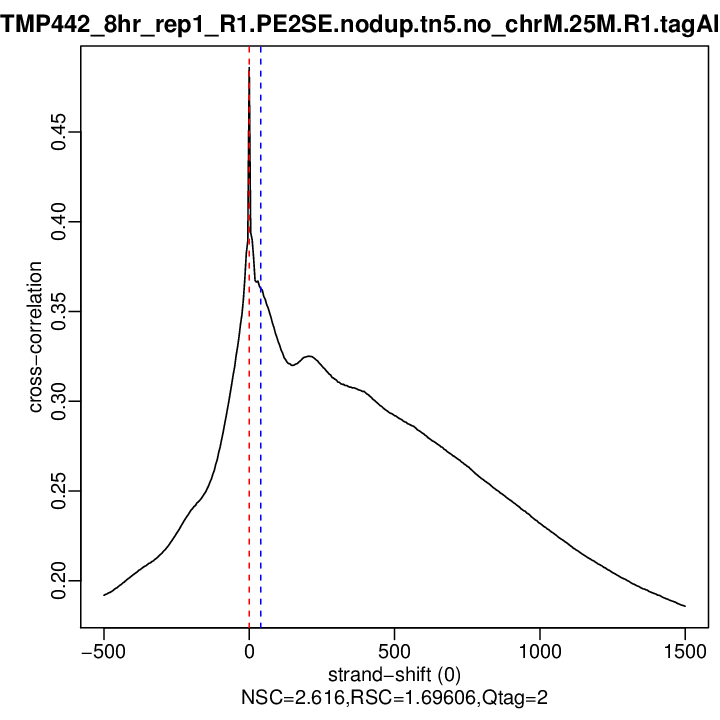 TMP442_8hr_rep1_R1.PE2SE.nodup.tn5.no_chrM.25M.R1.tagAl
cross−correlation
0.45
0.40
0.35
0.30
0.25
0.20
−500 0 500 1000 1500
strand−shift (0)
NSC=2.616,RSC=1.69606,Qtag=2